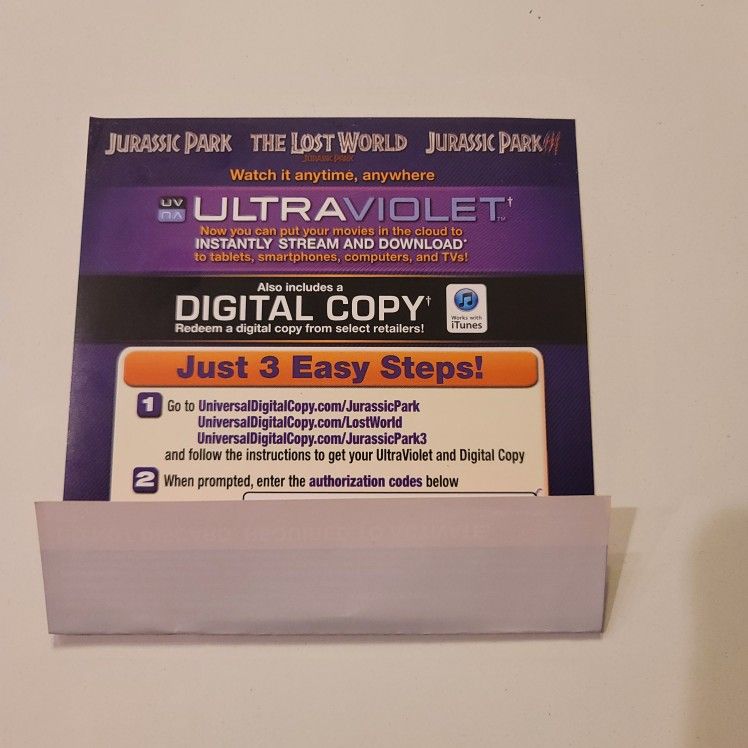 JURASSIC PARK THE LOST WORLD JURASSIC PARK
JURASSIC PARK
Watch it anytime, anywhere
UV ULTRAVIOLET™†
Now you can put your movies in the cloud to
INSTANTLY STREAM AND DOWNLOAD*
to tablets, smartphones, computers, and TVs!
Also includes a
DIGITAL COPY†
Redeem a digital copy from select retailers!
Works with
iTunes
Just 3 Easy Steps!
1 Go to UniversalDigitalCopy.com/JurassicPark
UniversalDigitalCopy.com/LostWorld
UniversalDigitalCopy.com/JurassicPark3
and follow the instructions to get your UltraViolet and Digital Copy
2 When prompted, enter the authorization codes below